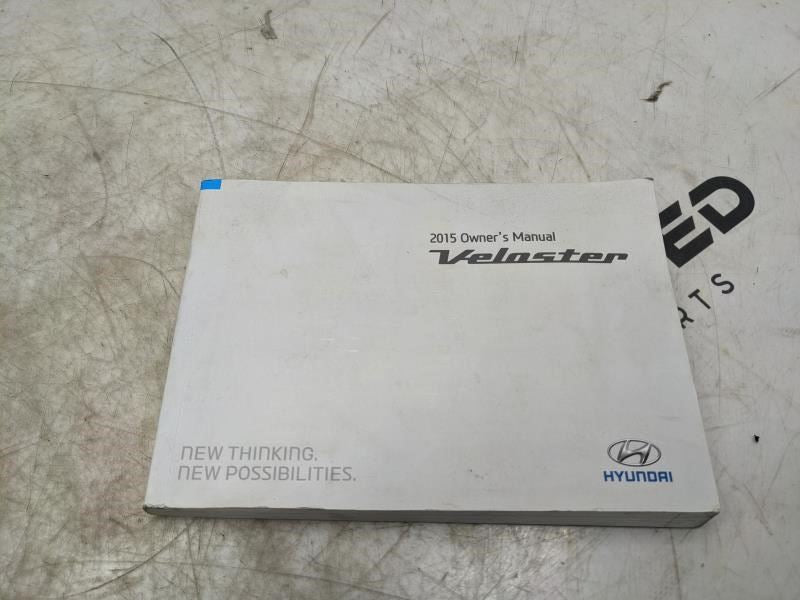 2015 Owner's Manual
Veloster
NEW THINKING.
NEW POSSIBILITIES.
HYUNDAI